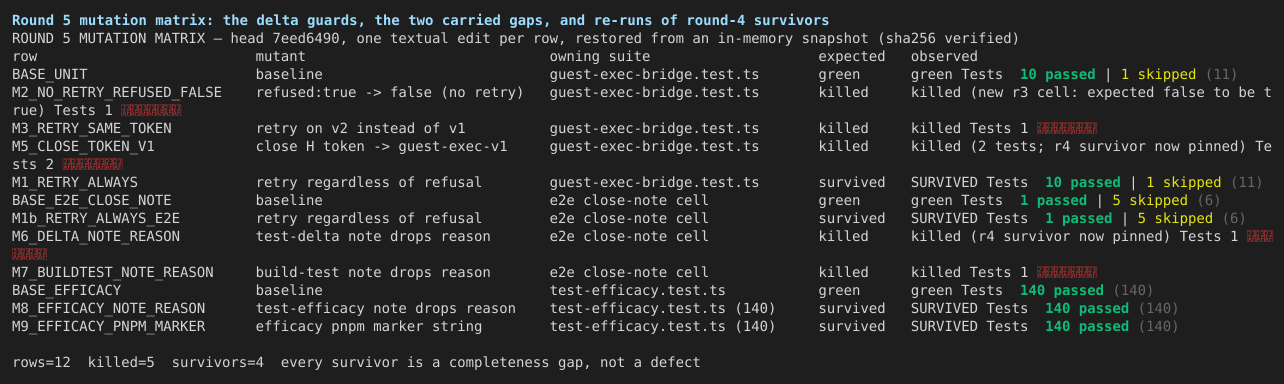 Round 5 mutation matrix: the delta guards, the two carried gaps, and re-runs of round-4 survivors
ROUND 5 MUTATION MATRIX — head 7eed6490, one textual edit per row, restored from an in-memory snapshot (sha256 verified)
row mutant owning suite expected observed
BASE_UNIT baseline guest-exec-bridge.test.ts green green Tests 10 passed | 1 skipped (11)
M2_NO_RETRY_REFUSED_FALSE refused:true -> false (no retry) guest-exec-bridge.test.ts killed killed (new r3 cell: expected false to be t
rue) Tests 1
M3_RETRY_SAME_TOKEN retry on v2 instead of v1 guest-exec-bridge.test.ts killed killed Tests 1
M5_CLOSE_TOKEN_V1 close H token -> guest-exec-v1 guest-exec-bridge.test.ts killed killed (2 tests; r4 survivor now pinned) Te
sts 2
M1_RETRY_ALWAYS retry regardless of refusal guest-exec-bridge.test.ts survived SURVIVED Tests 10 passed | 1 skipped (11)
BASE_E2E_CLOSE_NOTE baseline e2e close-note cell green green Tests 1 passed | 5 skipped (6)
M1b_RETRY_ALWAYS_E2E retry regardless of refusal e2e close-note cell survived SURVIVED Tests 1 passed | 5 skipped (6)
M6_DELTA_NOTE_REASON test-delta note drops reason e2e close-note cell killed killed (r4 survivor now pinned) Tests 1
M7_BUILDTEST_NOTE_REASON build-test note drops reason e2e close-note cell killed killed Tests 1
BASE_EFFICACY baseline test-efficacy.test.ts green green Tests 140 passed (140)
M8_EFFICACY_NOTE_REASON test-efficacy note drops reason test-efficacy.test.ts (140) survived SURVIVED Tests 140 passed (140)
M9_EFFICACY_PNPM_MARKER efficacy pnpm marker string test-efficacy.test.ts (140) survived SURVIVED Tests 140 passed (140)
rows=12 killed=5 survivors=4 every survivor is a completeness gap, not a defect